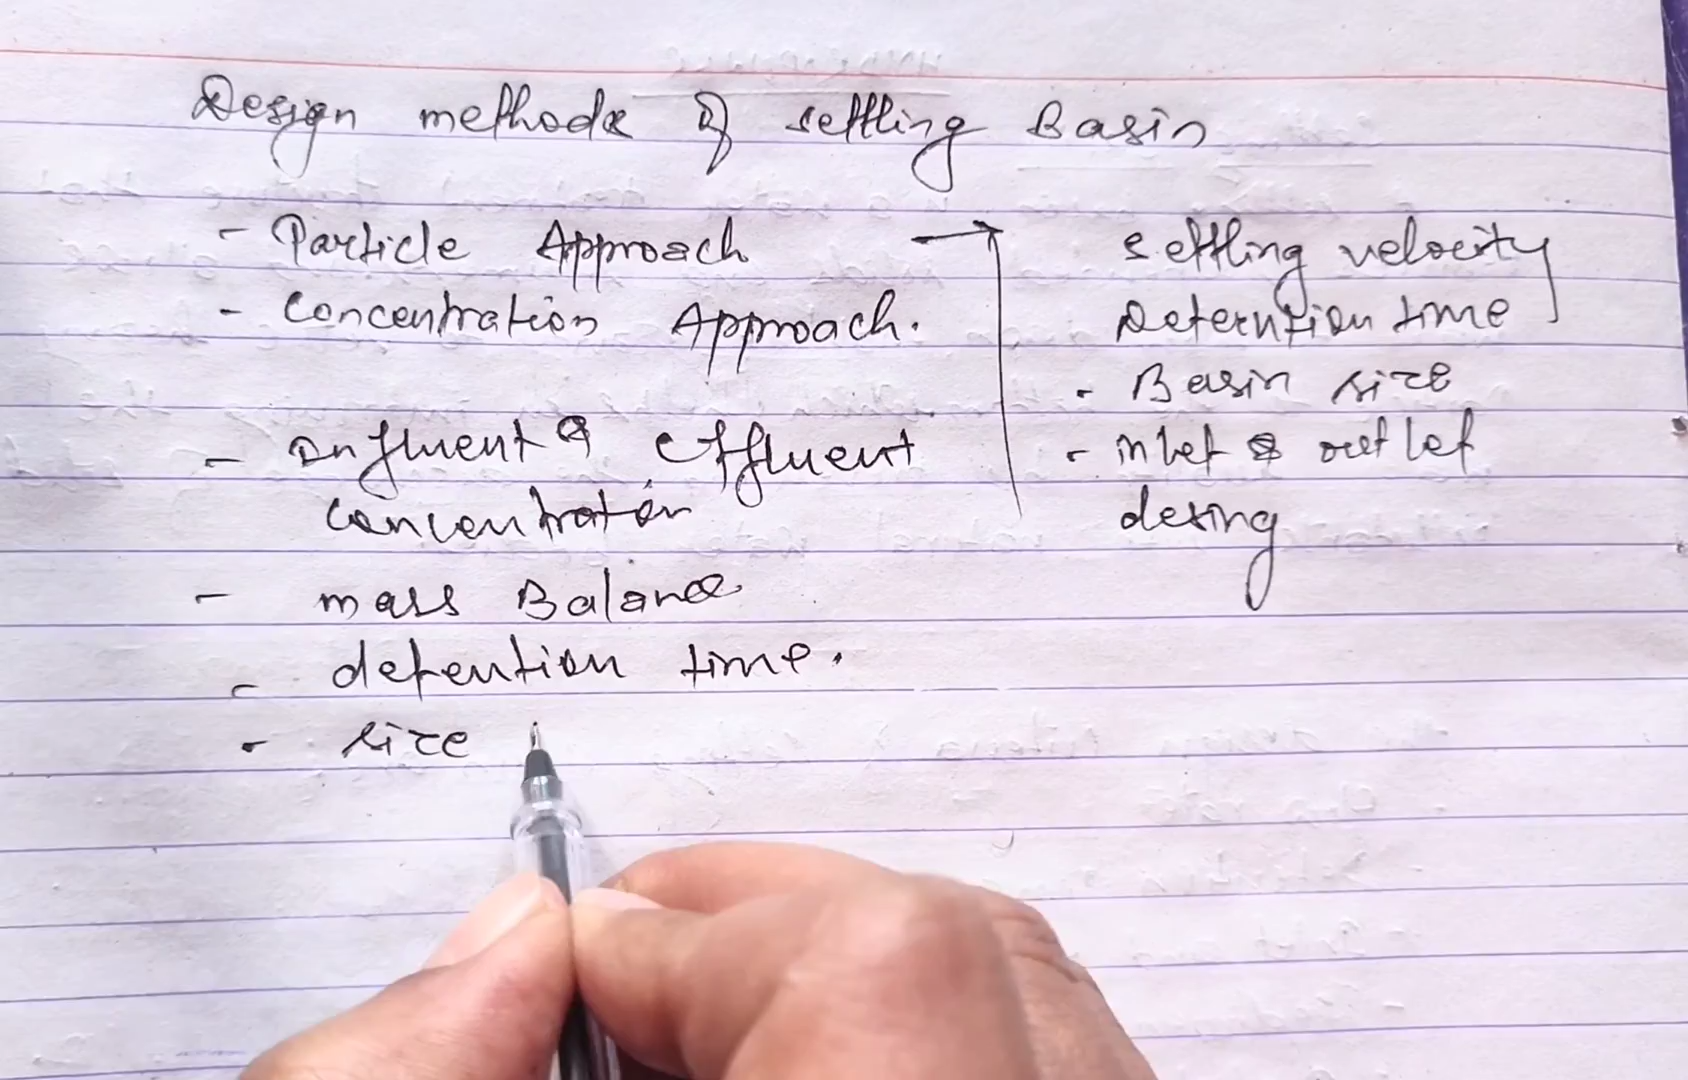 Design methods of settling Basin
- Particle Approach →
- Concentration Approach.
- Influent & Effluent
concentration
- mass Balance
- detention time.
- size
settling velocity
Detention time
- Basin size
- inlet & outlet
desing